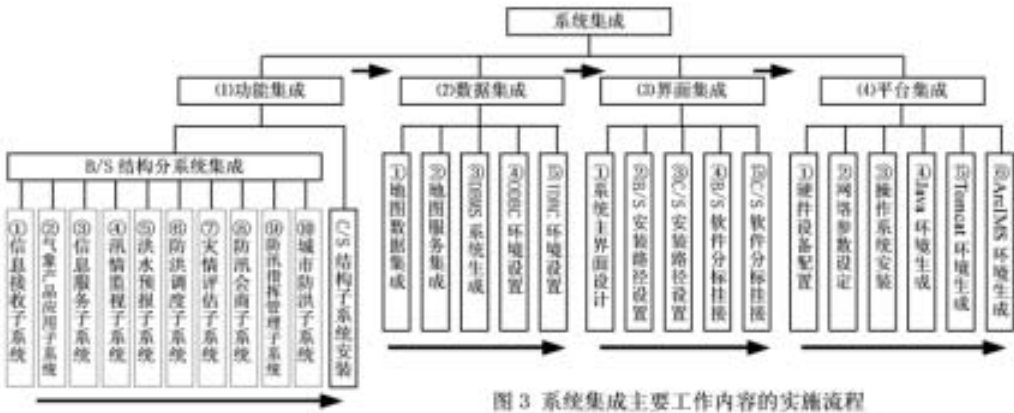 系统集成
⑴功能集成
⑵数据集成
⑶界面集成
⑷平台集成
B/S 结构分系统集成
①信息接收子系统
②气象产品应用子系统
③信息服务子系统
④汛情监视子系统
⑤洪水预报子系统
⑥防洪调度子系统
⑦灾情评估子系统
⑧防汛会商子系统
⑨防汛指挥管理子系统
⑩城市防洪子系统
C/S 结构子系统安装
①地图数据集成
②地图服务集成
③DBMS 系统生成
④ODBC 环境设置
⑤JDBC 环境设置
①系统主界面设计
②B/S 安装路径设置
③C/S 安装路径设置
④B/S 软件分标挂接
⑤C/S 软件分标挂接
①硬件设备配置
②网络参数设定
③操作系统安装
④Java 环境生成
⑤Tomcat 环境生成
⑥ArcIMS 环境生成
图 3 系统集成主要工作内容的实施流程